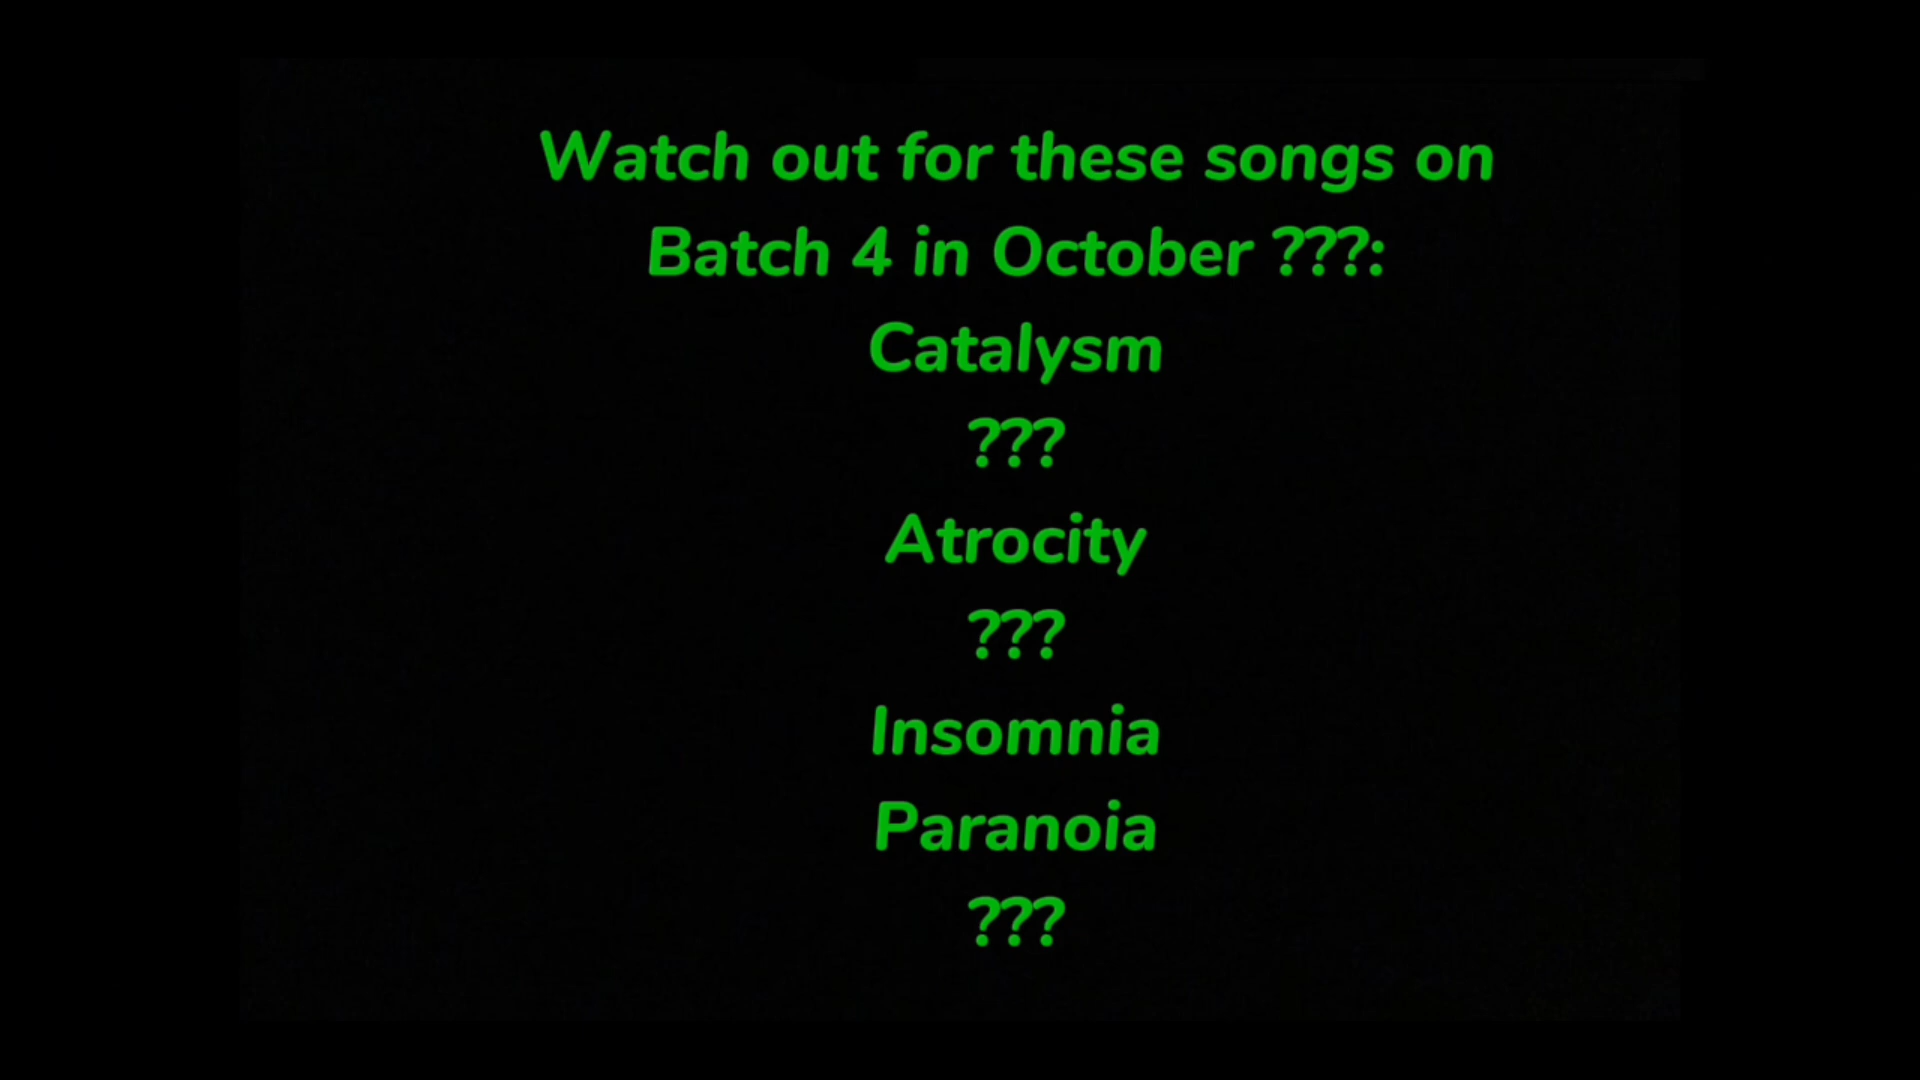 Watch out for these songs on
Batch 4 in October ???:
Catalysm
???
Atrocity
???
Insomnia
Paranoia
???